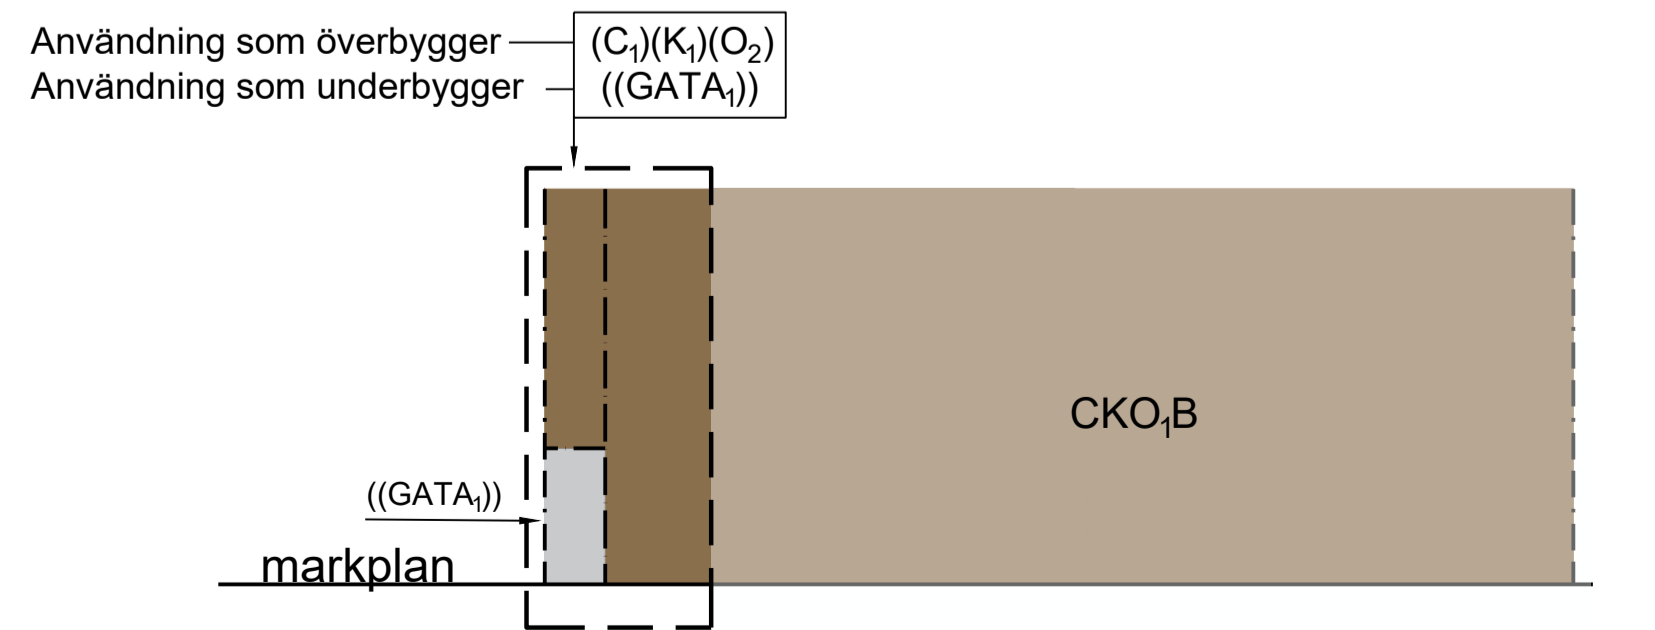 Användning som överbygger
(C₁)(K₁)(O₂)
Användning som underbygger
((GATA₁))
CKO₁B
((GATA₁))
markplan